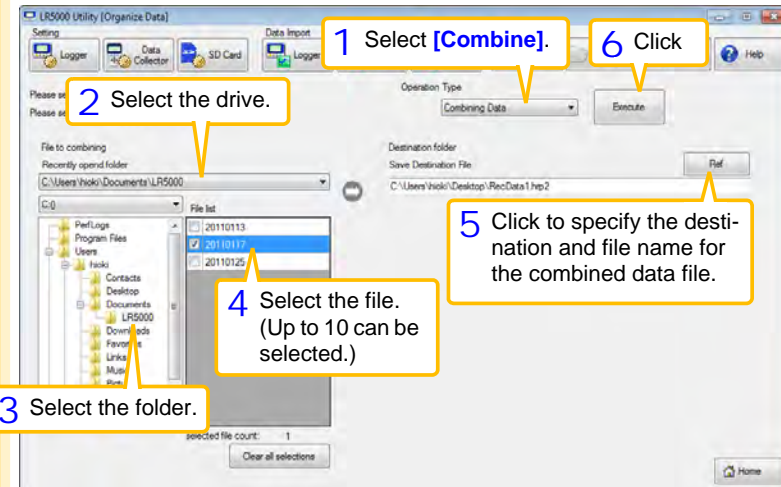 LR5000 Utility [Organize Data]
Setting
Data Import
Logger
Data
Collector
SD Card
Logger
Help
1 Select [Combine].
6 Click
Please se
2 Select the drive.
Please se
Operation Type
Combining Data
Execute
File to combining
Recently opend folder
C:\Users\hioki\Documents\LR5000
Destination folder
Save Destination File
Ref
C:\Users\hioki\Desktop\RecData1.hrp2
File list
PerfLogs
Program Files
Users
hioki
Contacts
Desktop
Documents
LR5000
Downloads
Favorites
Links
Music
20110113
20110117
20110125
5 Click to specify the desti-
nation and file name for
the combined data file.
4 Select the file.
(Up to 10 can be
selected.)
3 Select the folder.
selected file count: 1
Clear all selections
Home